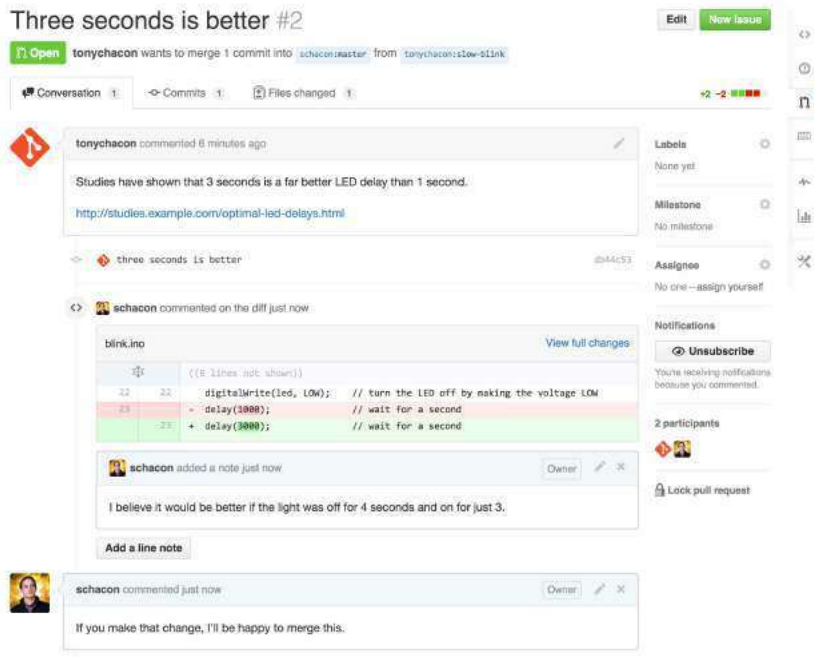 Three seconds is better #2
Edit
New Issue
Open tonychacon wants to merge 1 commit into schacon:master from tonychacon:slow-blink
Conversation 1
Commits 1
Files changed 1
+2 −2
tonychacon commented 6 minutes ago
Studies have shown that 3 seconds is a far better LED delay than 1 second.
http://studies.example.com/optimal-led-delays.html
three seconds is better
db44c53
schacon commented on the diff just now
blink.ino
View full changes
((6 lines not shown))
22 22 digitalWrite(led, LOW); // turn the LED off by making the voltage LOW
23 - delay(1000); // wait for a second
23 + delay(3000); // wait for a second
schacon added a note just now
Owner
I believe it would be better if the light was off for 4 seconds and on for just 3.
Add a line note
schacon commented just now
Owner
If you make that change, I'll be happy to merge this.
Labels
None yet
Milestone
No milestone
Assignee
No one—assign yourself
Notifications
Unsubscribe
You're receiving notifications
because you commented.
2 participants
Lock pull request